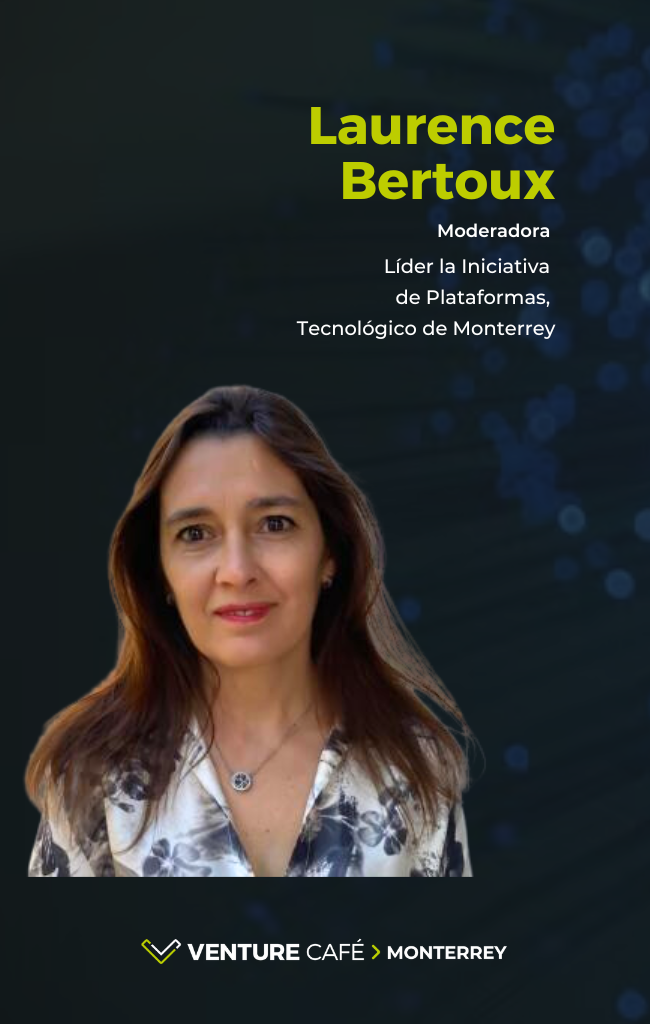 Laurence
Bertoux
Moderadora
Líder la Iniciativa
de Plataformas,
Tecnológico de Monterrey
VENTURE CAFÉ > MONTERREY